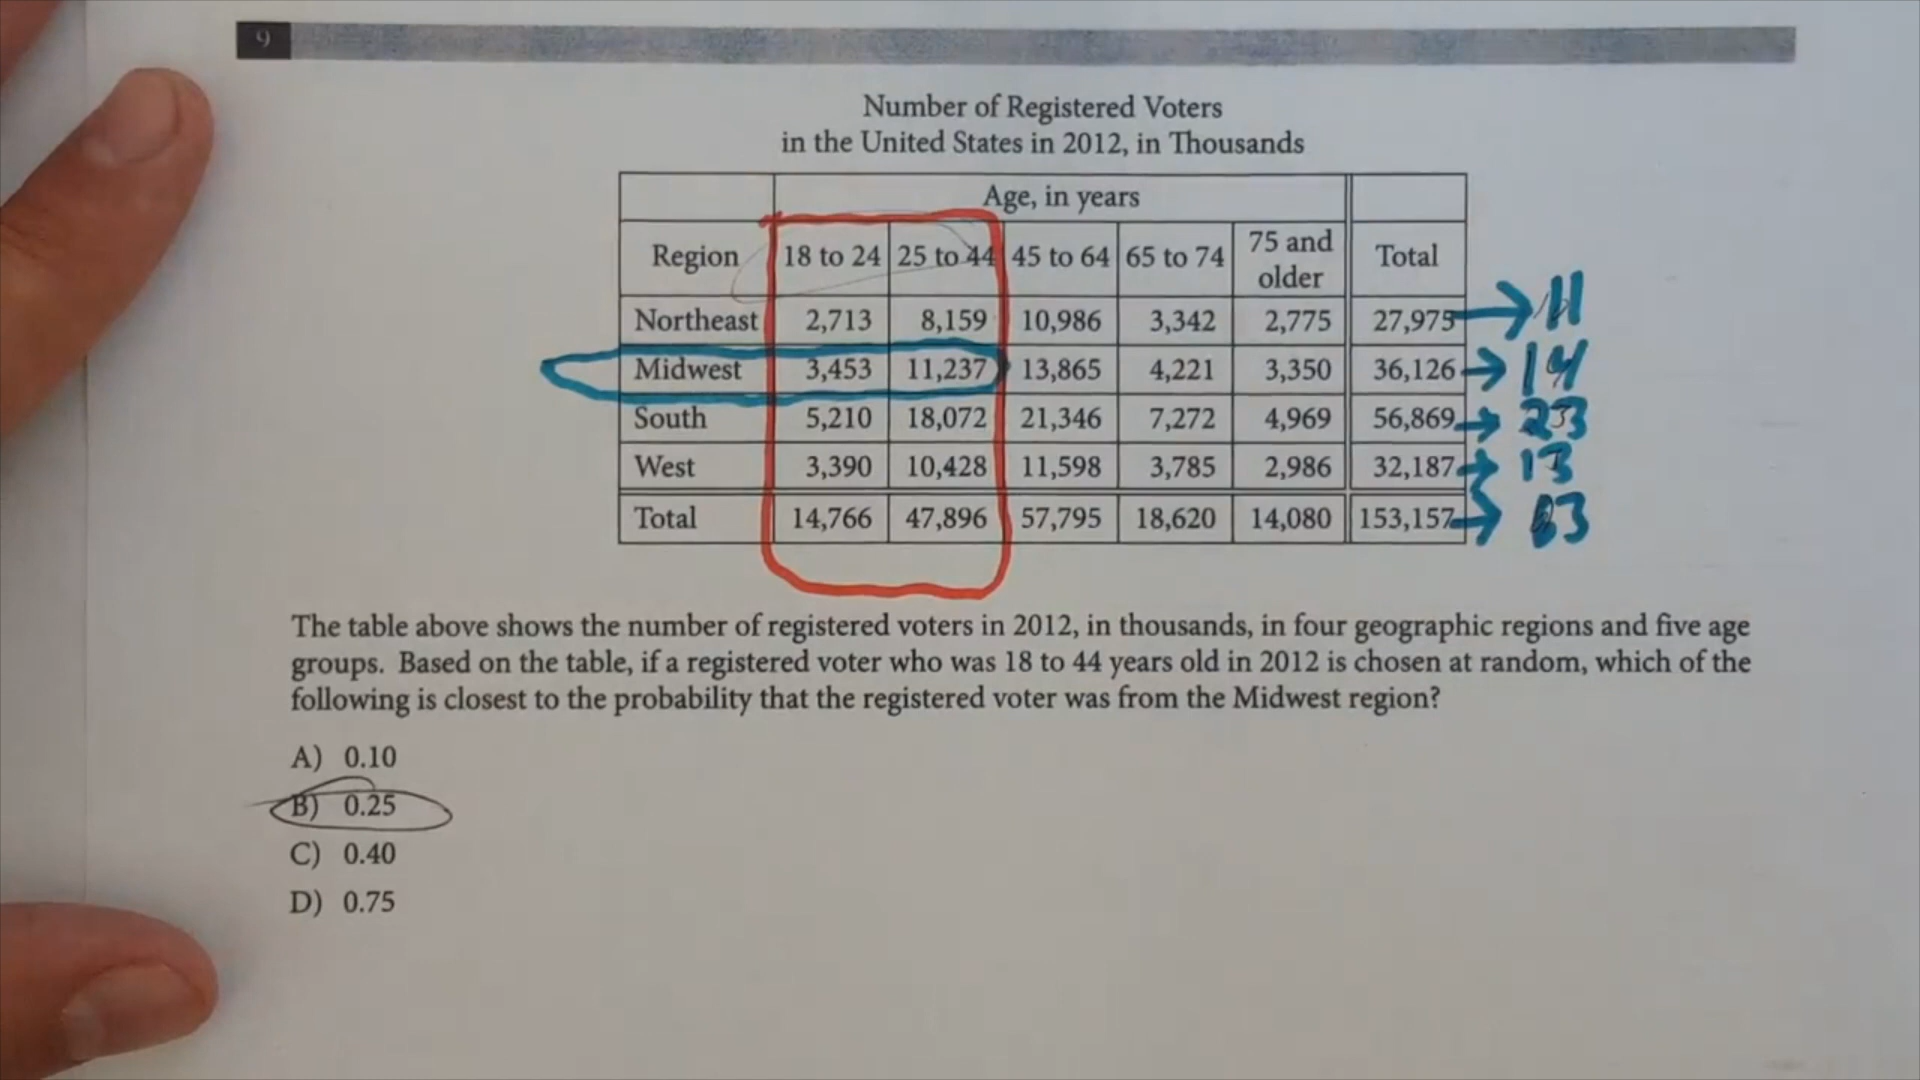 9
Number of Registered Voters
in the United States in 2012, in Thousands
Age, in years
Region 18 to 24 25 to 44 45 to 64 65 to 74 75 and older Total
Northeast 2,713 8,159 10,986 3,342 2,775 27,975 11
Midwest 3,453 11,237 13,865 4,221 3,350 36,126 14
South 5,210 18,072 21,346 7,272 4,969 56,869 23
West 3,390 10,428 11,598 3,785 2,986 32,187 13
Total 14,766 47,896 57,795 18,620 14,080 153,157
The table above shows the number of registered voters in 2012, in thousands, in four geographic regions and five age
groups. Based on the table, if a registered voter who was 18 to 44 years old in 2012 is chosen at random, which of the
following is closest to the probability that the registered voter was from the Midwest region?
A) 0.10
B) 0.25
C) 0.40
D) 0.75